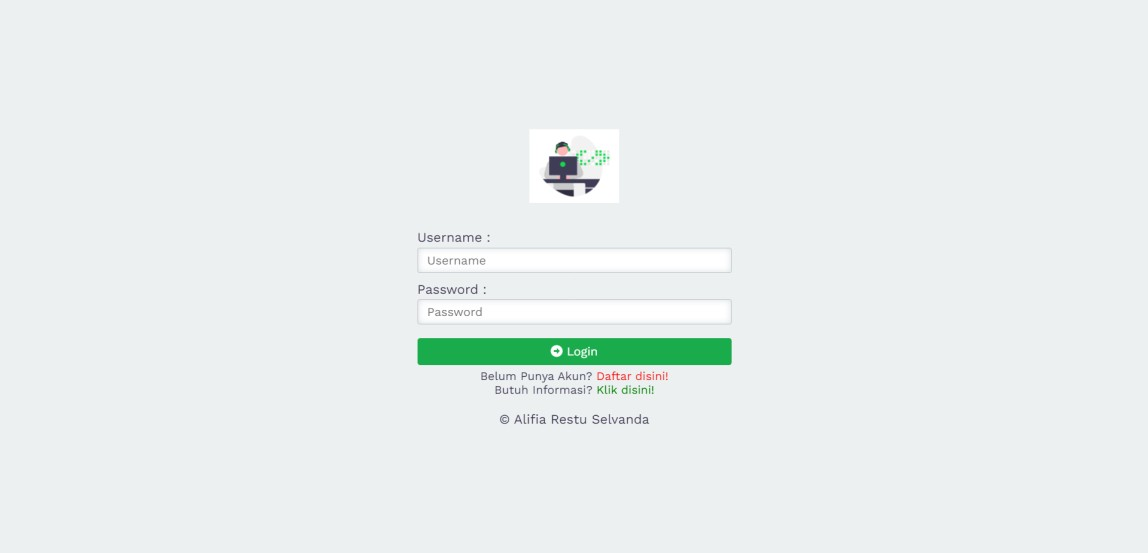 Username :
Username
Password :
Password
Login
Belum Punya Akun? Daftar disini!
Butuh Informasi? Klik disini!
© Alifia Restu Selvanda